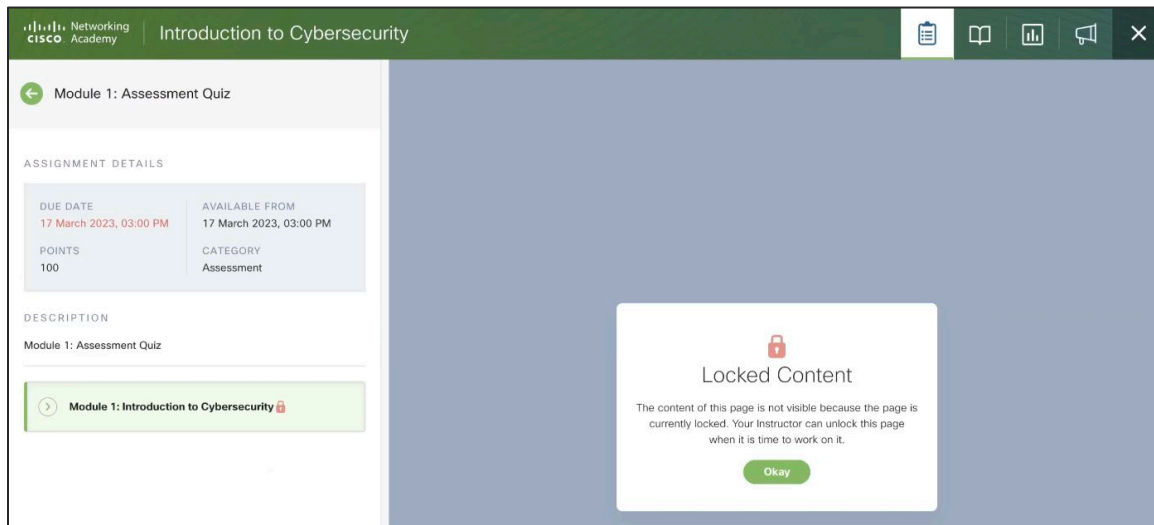 Networking
CISCO Academy
Introduction to Cybersecurity
Module 1: Assessment Quiz
ASSIGNMENT DETAILS
DUE DATE
17 March 2023, 03:00 PM
AVAILABLE FROM
17 March 2023, 03:00 PM
POINTS
100
CATEGORY
Assessment
DESCRIPTION
Module 1: Assessment Quiz
Module 1: Introduction to Cybersecurity
Locked Content
The content of this page is not visible because the page is
currently locked. Your Instructor can unlock this page
when it is time to work on it.
Okay